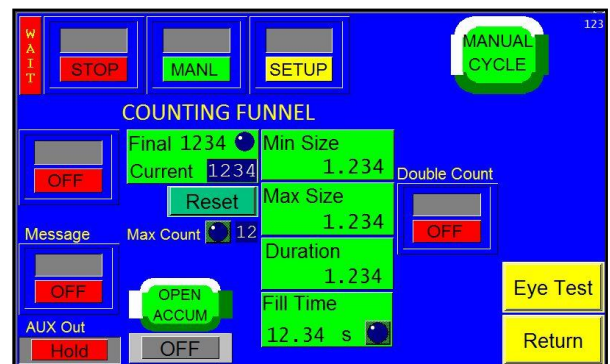 WAIT
STOP
MANL
SETUP
MANUAL
CYCLE
123
COUNTING FUNNEL
OFF
Final 1234
Current 1234
Reset
Max Count 12
Min Size
1.234
Max Size
1.234
Duration
1.234
Fill Time
12.34 s
Double Count
OFF
Message
OFF
AUX Out
Hold
OPEN
ACCUM
OFF
Eye Test
Return